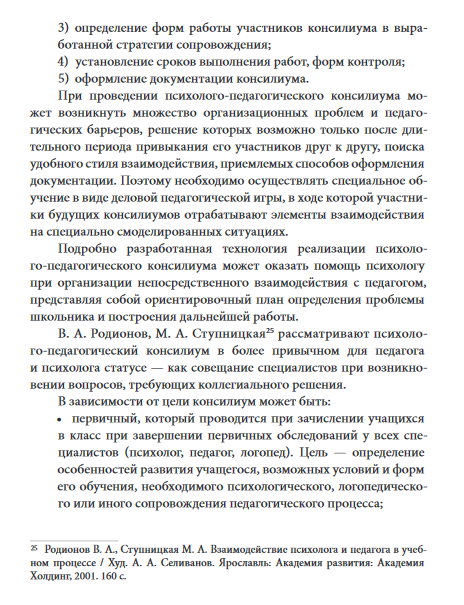 3) определение форм работы участников консилиума в выра-
ботанной стратегии сопровождения;
4) установление сроков выполнения работ, форм контроля;
5) оформление документации консилиума.
При проведении психолого-педагогического консилиума мо-
жет возникнуть множество организационных проблем и педаго-
гических барьеров, решение которых возможно только после дли-
тельного периода привыкания его участников друг к другу, поиска
удобного стиля взаимодействия, приемлемых способов оформления
документации. Поэтому необходимо осуществлять специальное обу-
чение в виде деловой педагогической игры, в ходе которой участни-
ки будущих консилиумов отрабатывают элементы взаимодействия
на специально смоделированных ситуациях.
Подробно разработанная технология реализации психоло-
го-педагогического консилиума может оказать помощь психологу
при организации непосредственного взаимодействия с педагогом,
представляя собой ориентировочный план определения проблемы
школьника и построения дальнейшей работы.
В. А. Родионов, М. А. Ступницкая25 рассматривают психоло-
го-педагогический консилиум в более привычном для педагога
и психолога статусе — как совещание специалистов при возникно-
вении вопросов, требующих коллегиального решения.
В зависимости от цели консилиум может быть:
• первичный, который проводится при зачислении учащихся
в класс при завершении первичных обследований у всех спе-
циалистов (психолог, педагог, логопед). Цель — определение
особенностей развития учащегося, возможных условий и форм
его обучения, необходимого психологического, логопедическо-
го или иного сопровождения педагогического процесса;
25 Родионов В. А., Ступницкая М. А. Взаимодействие психолога и педагога в учеб-
ном процессе / Худ. А. А. Селиванов. Ярославль: Академия развития: Академия
Холдинг, 2001. 160 с.